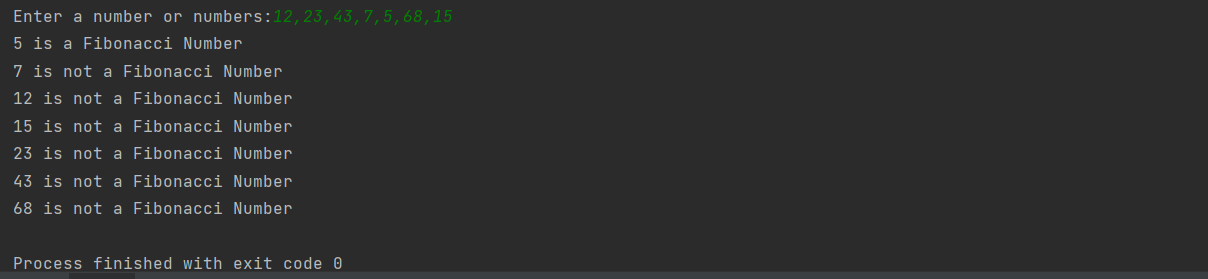 Enter a number or numbers:12,23,43,7,5,68,15
5 is a Fibonacci Number
7 is not a Fibonacci Number
12 is not a Fibonacci Number
15 is not a Fibonacci Number
23 is not a Fibonacci Number
43 is not a Fibonacci Number
68 is not a Fibonacci Number
Process finished with exit code 0